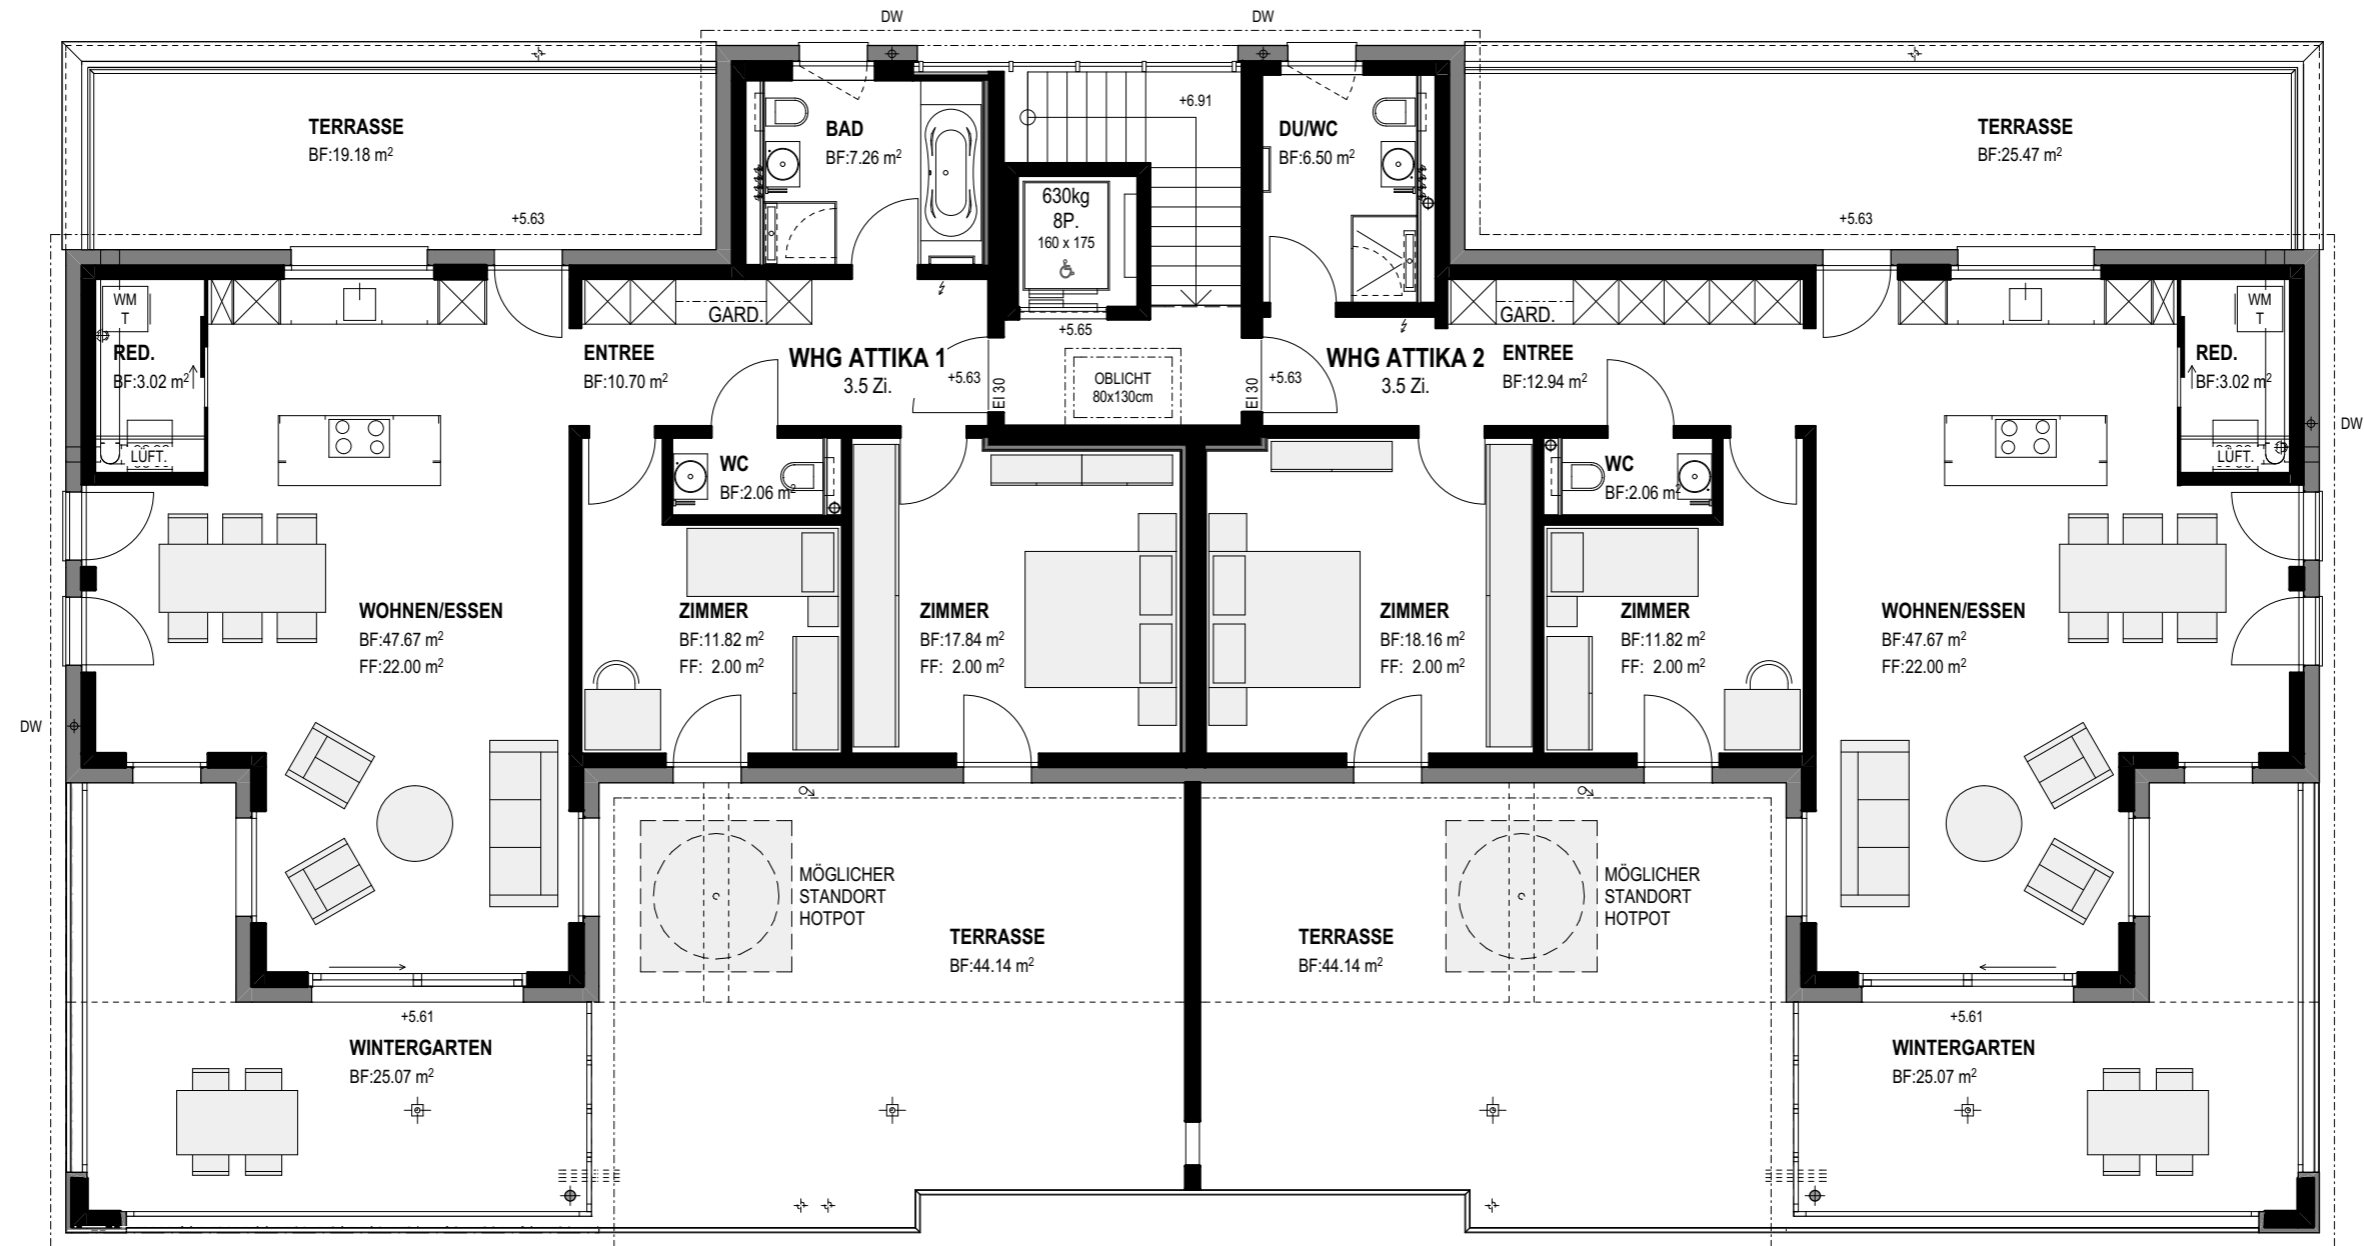 DW
DW
TERRASSE
BF:19.18 m²
+5.63
BAD
BF:7.26 m²
+6.91
630kg
8P.
160 x 175
+5.65
DU/WC
BF:6.50 m²
TERRASSE
BF:25.47 m²
+5.63
WM
T
RED.
BF:3.02 m²
LÜFT.
GARD.
ENTREE
BF:10.70 m²
WHG ATTIKA 1
3.5 Zi.
+5.63
EI 30
OBLICHT
80x130cm
EI 30
+5.63
WHG ATTIKA 2
3.5 Zi.
GARD.
ENTREE
BF:12.94 m²
WM
T
RED.
BF:3.02 m²
LÜFT.
DW
WC
BF:2.06 m²
WC
BF:2.06 m²
WOHNEN/ESSEN
BF:47.67 m²
FF:22.00 m²
ZIMMER
BF:11.82 m²
FF: 2.00 m²
ZIMMER
BF:17.84 m²
FF: 2.00 m²
ZIMMER
BF:18.16 m²
FF: 2.00 m²
ZIMMER
BF:11.82 m²
FF: 2.00 m²
WOHNEN/ESSEN
BF:47.67 m²
FF:22.00 m²
DW
MÖGLICHER
STANDORT
HOTPOT
MÖGLICHER
STANDORT
HOTPOT
TERRASSE
BF:44.14 m²
TERRASSE
BF:44.14 m²
+5.61
WINTERGARTEN
BF:25.07 m²
+5.61
WINTERGARTEN
BF:25.07 m²